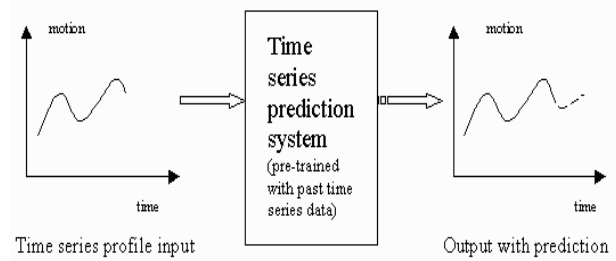 motion
time
Time series profile input
Time
series
prediction
system
(pre-trained
with past time
series data)
motion
time
Output with prediction